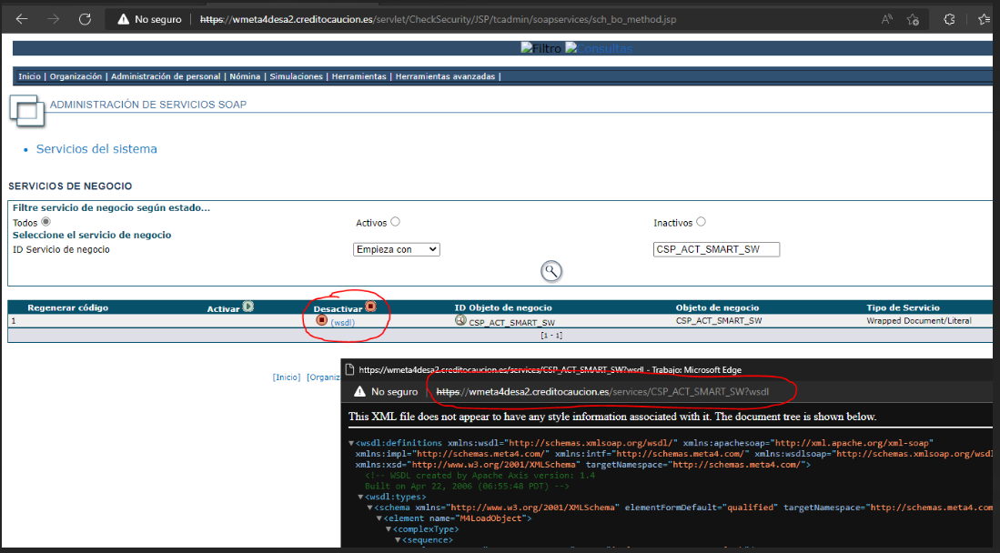 No seguro https://wmeta4desa2.creditocaucion.es/servlet/CheckSecurity/JSP/tcadmin/soapservices/sch_bo_method.jsp
Filtro Consultas
Inicio | Organización | Administración de personal | Nómina | Simulaciones | Herramientas | Herramientas avanzadas |
ADMINISTRACIÓN DE SERVICIOS SOAP
• Servicios del sistema
SERVICIOS DE NEGOCIO
Filtre servicio de negocio según estado...
Todos Activos Inactivos
Seleccione el servicio de negocio
ID Servicio de negocio Empieza con CSP_ACT_SMART_SW
Regenerar código Activar Desactivar ID Objeto de negocio Objeto de negocio Tipo de Servicio
1 (wsdl) CSP_ACT_SMART_SW CSP_ACT_SMART_SW Wrapped Document/Literal
[1 - 1]
[Inicio] [Organiz
https://wmeta4desa2.creditocaucion.es/services/CSP_ACT_SMART_SW?wsdl - Trabajo: Microsoft Edge
No seguro https://wmeta4desa2.creditocaucion.es/services/CSP_ACT_SMART_SW?wsdl
This XML file does not appear to have any style information associated with it. The document tree is shown below.
▼<wsdl:definitions xmlns:wsdl="http://schemas.xmlsoap.org/wsdl/" xmlns:apachesoap="http://xml.apache.org/xml-soap"
xmlns:impl="http://schemas.meta4.com/" xmlns:intf="http://schemas.meta4.com/" xmlns:wsdlsoap="http://schemas.xmlsoap.org/wsdl
xmlns:xsd="http://www.w3.org/2001/XMLSchema" targetNamespace="http://schemas.meta4.com/">
<!-- WSDL created by Apache Axis version: 1.4
Built on Apr 22, 2006 (06:55:48 PDT) -->
▼<wsdl:types>
▼<schema xmlns="http://www.w3.org/2001/XMLSchema" elementFormDefault="qualified" targetNamespace="http://schemas.meta4.com
▼<element name="M4LoadObject">
▼<complexType>
▼<sequence>